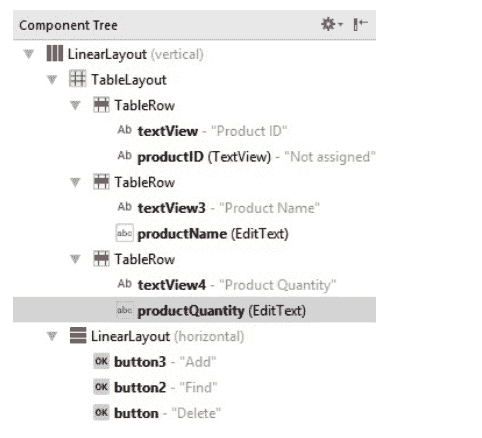 Component Tree
LinearLayout (vertical)
TableLayout
TableRow
Ab textView - "Product ID"
Ab productID (TextView) - "Not assigned"
TableRow
Ab textView3 - "Product Name"
abc productName (EditText)
TableRow
Ab textView4 - "Product Quantity"
abc productQuantity (EditText)
LinearLayout (horizontal)
OK button3 - "Add"
OK button2 - "Find"
OK button - "Delete"